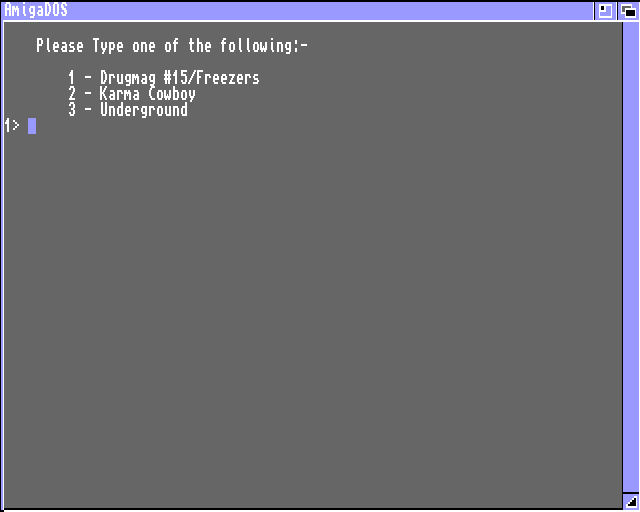 AmigaDOS
Please Type one of the following:-
1 - Drugmag #15/Freezers
2 - Karma Cowboy
3 - Underground
1>